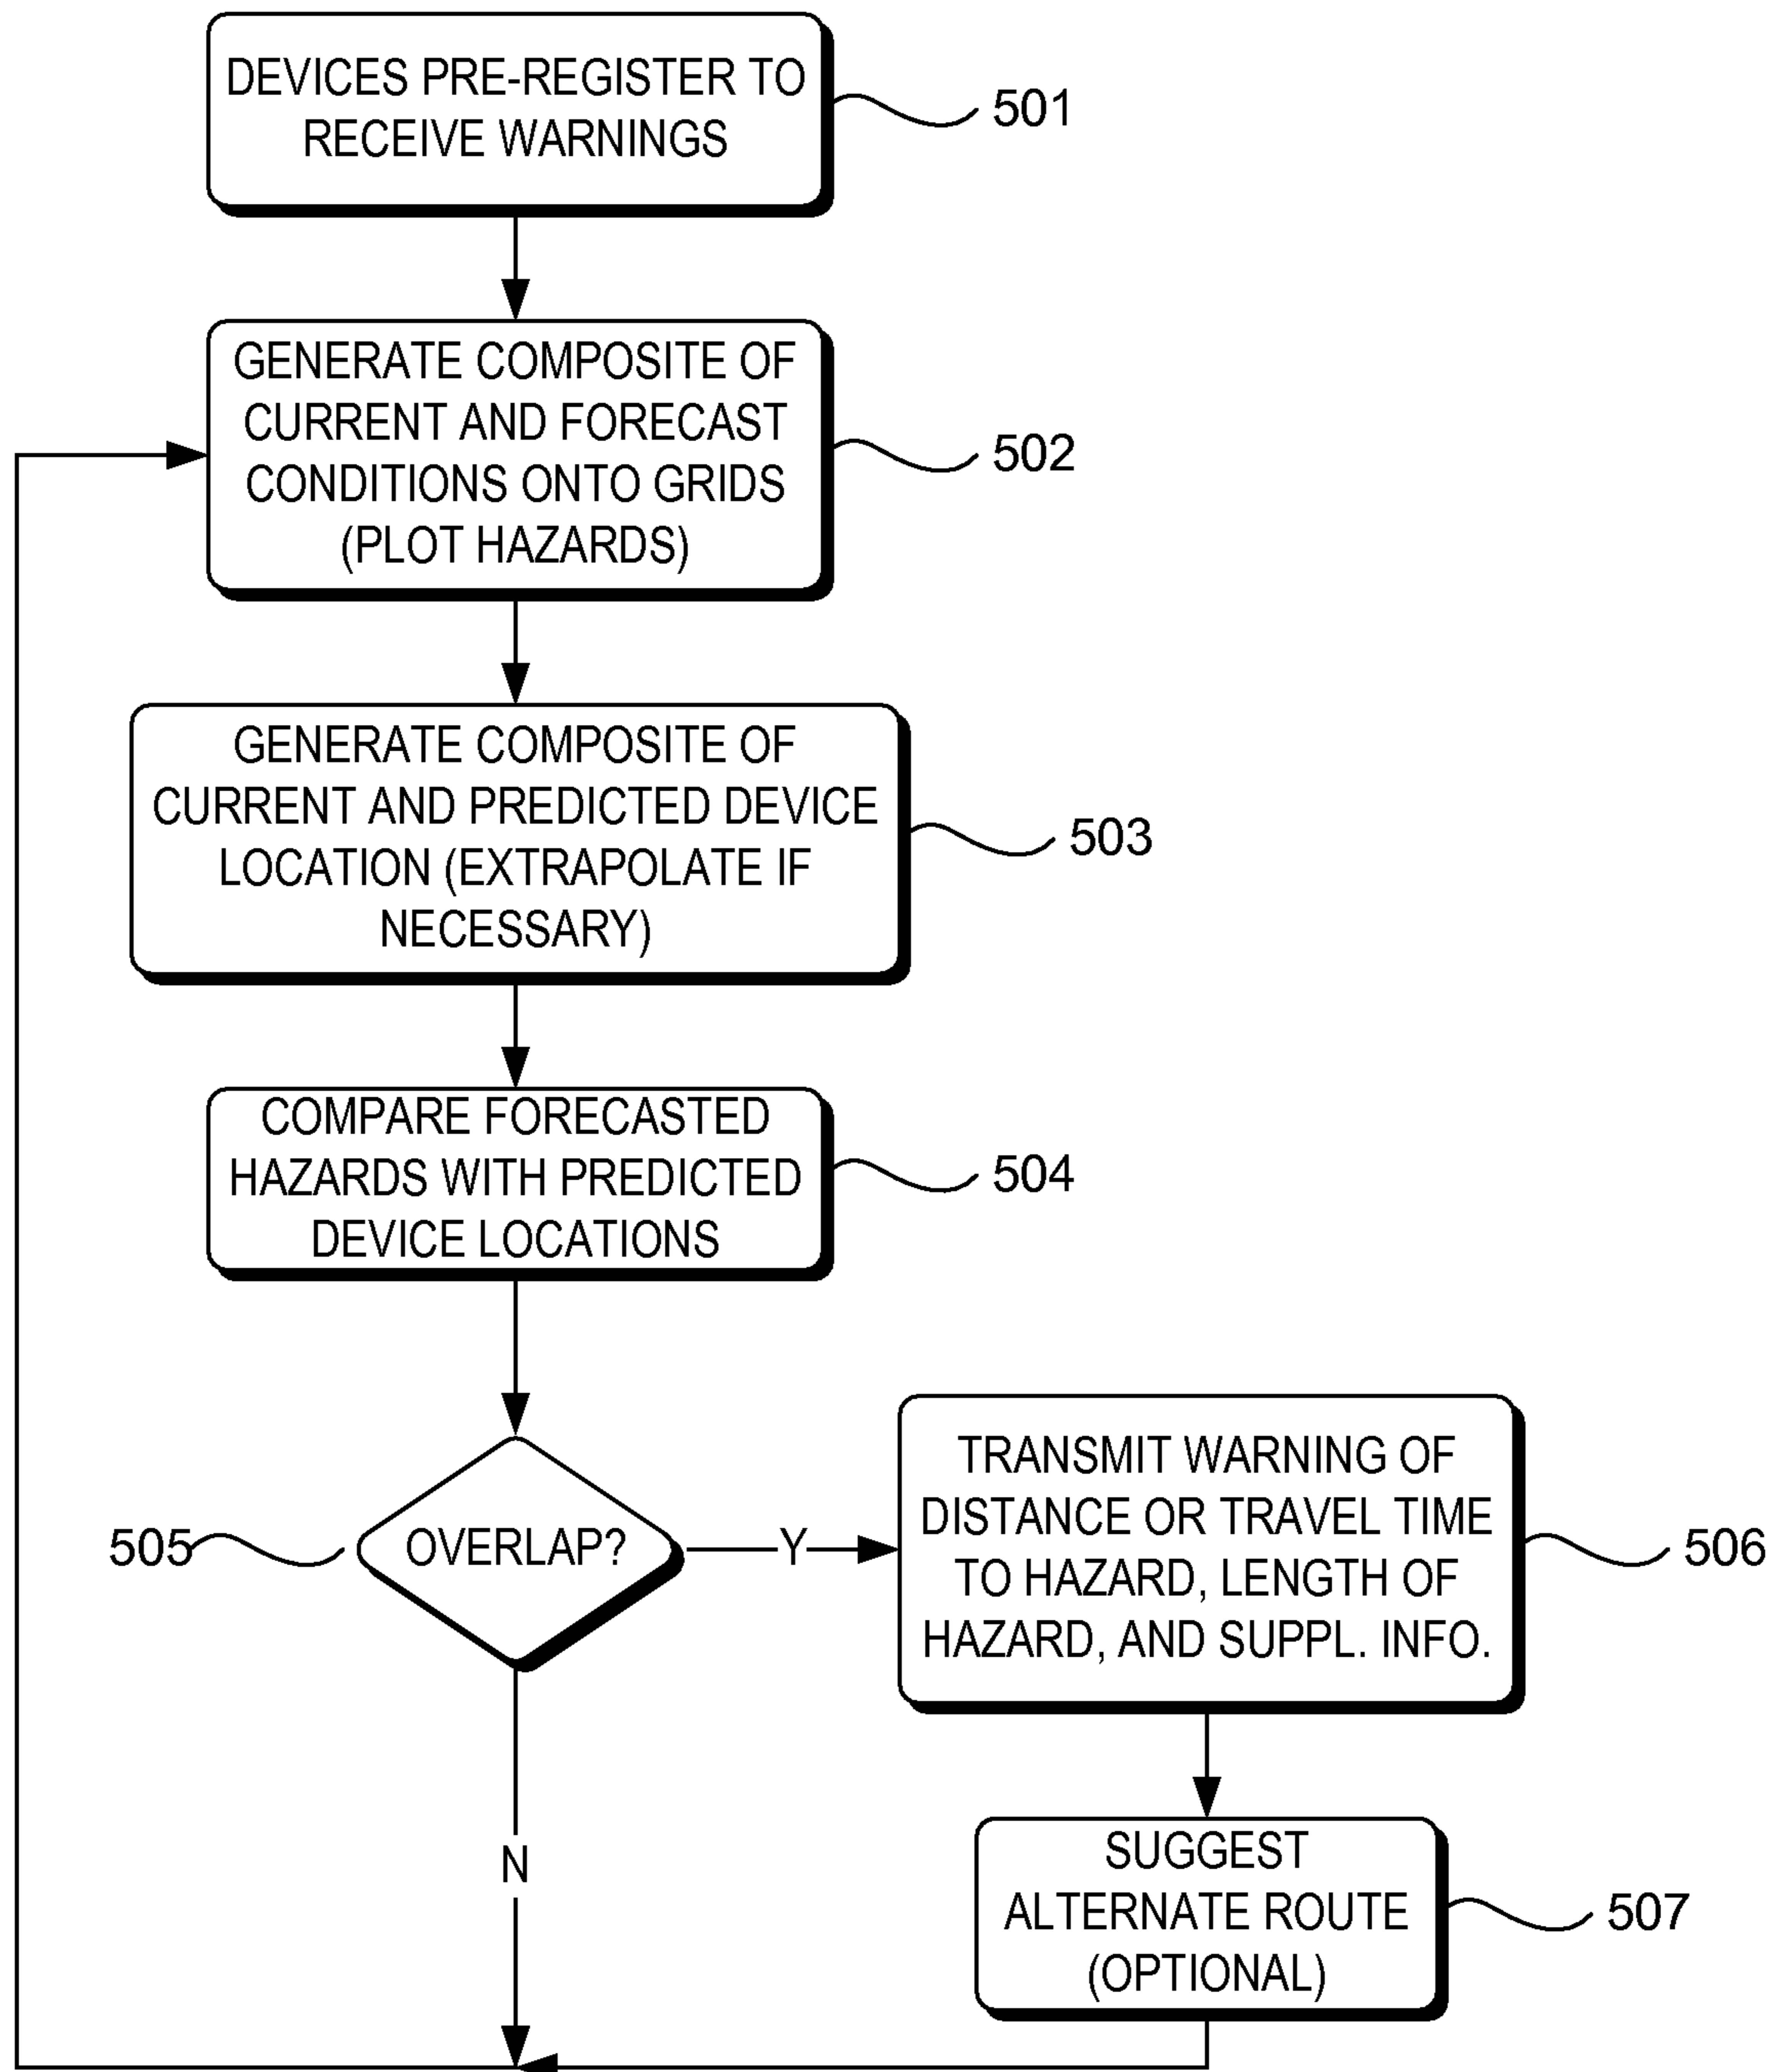 DEVICES PRE-REGISTER TO
RECEIVE WARNINGS
501
GENERATE COMPOSITE OF
CURRENT AND FORECAST
CONDITIONS ONTO GRIDS
(PLOT HAZARDS)
502
GENERATE COMPOSITE OF
CURRENT AND PREDICTED DEVICE
LOCATION (EXTRAPOLATE IF
NECESSARY)
503
COMPARE FORECASTED
HAZARDS WITH PREDICTED
DEVICE LOCATIONS
504
505
OVERLAP?
Y
TRANSMIT WARNING OF
DISTANCE OR TRAVEL TIME
TO HAZARD, LENGTH OF
HAZARD, AND SUPPL. INFO.
506
N
SUGGEST
ALTERNATE ROUTE
(OPTIONAL)
507